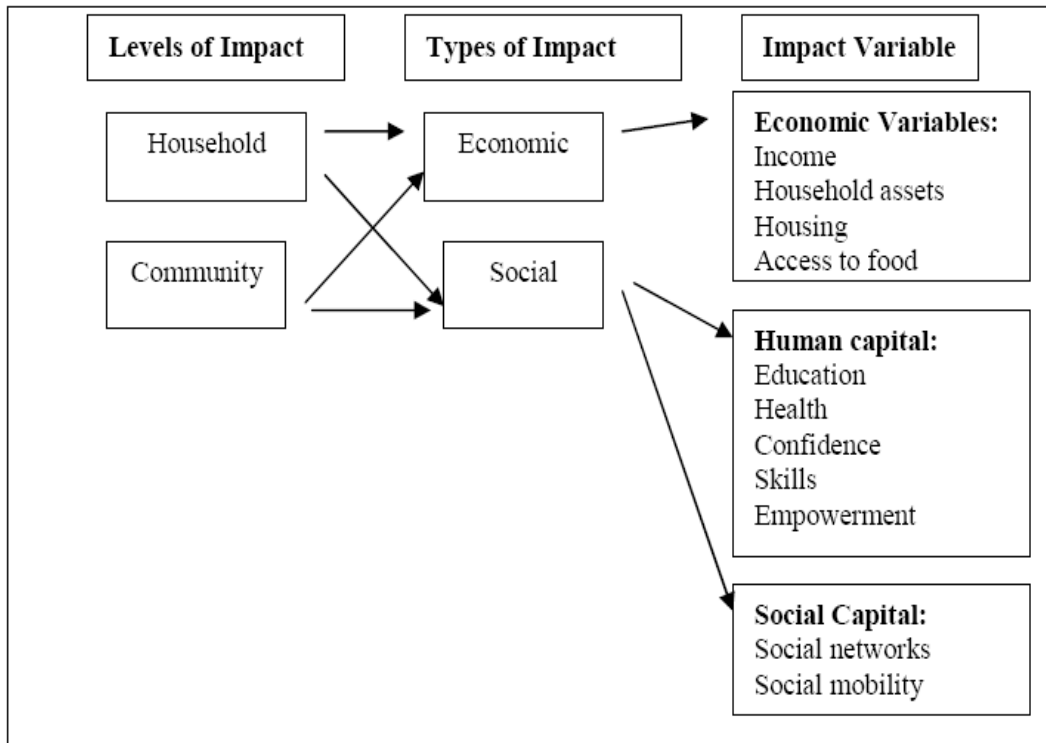 Levels of Impact
Types of Impact
Impact Variable
Household
Economic
Economic Variables:
Income
Household assets
Housing
Access to food
Community
Social
Human capital:
Education
Health
Confidence
Skills
Empowerment
Social Capital:
Social networks
Social mobility